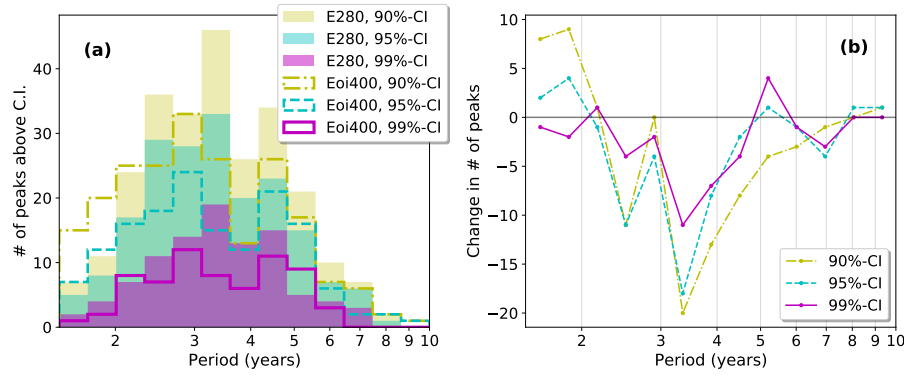 (a)
E280, 90%-CI
E280, 95%-CI
E280, 99%-CI
Eoi400, 90%-CI
Eoi400, 95%-CI
Eoi400, 99%-CI
# of peaks above C.I.
40
30
20
10
0
2 3 4 5 6 7 8 9 10
Period (years)
(b)
Change in # of peaks
10
5
0
−5
−10
−15
−20
90%-CI
95%-CI
99%-CI
2 3 4 5 6 7 8 9 10
Period (years)